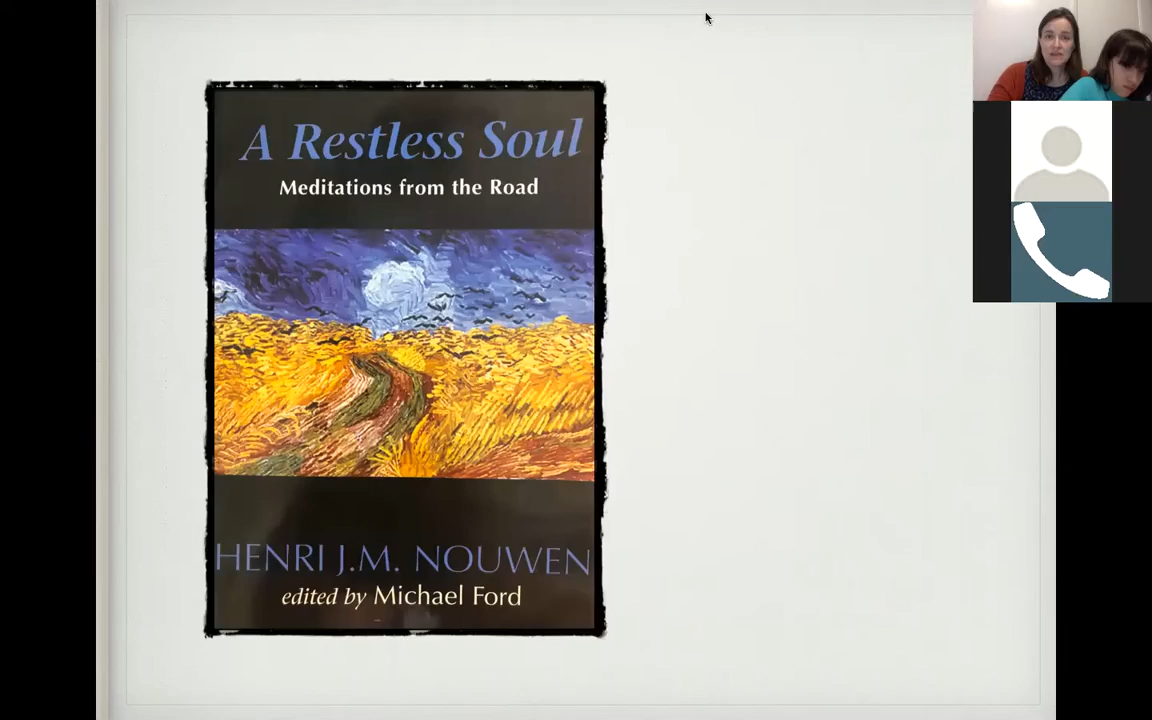 A Restless Soul
Meditations from the Road
HENRI J.M. NOUWEN
edited by Michael Ford